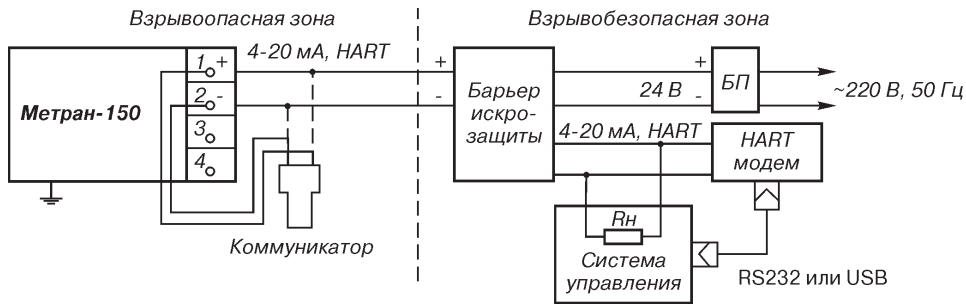 Взрывоопасная зона
Взрывобезопасная зона
4-20 мА, HART
1 +
2 -
3
4
Метран-150
+
-
Барьер
искро-
защиты
+
24 В
-
БП
~220 В, 50 Гц
4-20 мА, HART
HART
модем
Коммуникатор
Rн
Система
управления
RS232 или USB